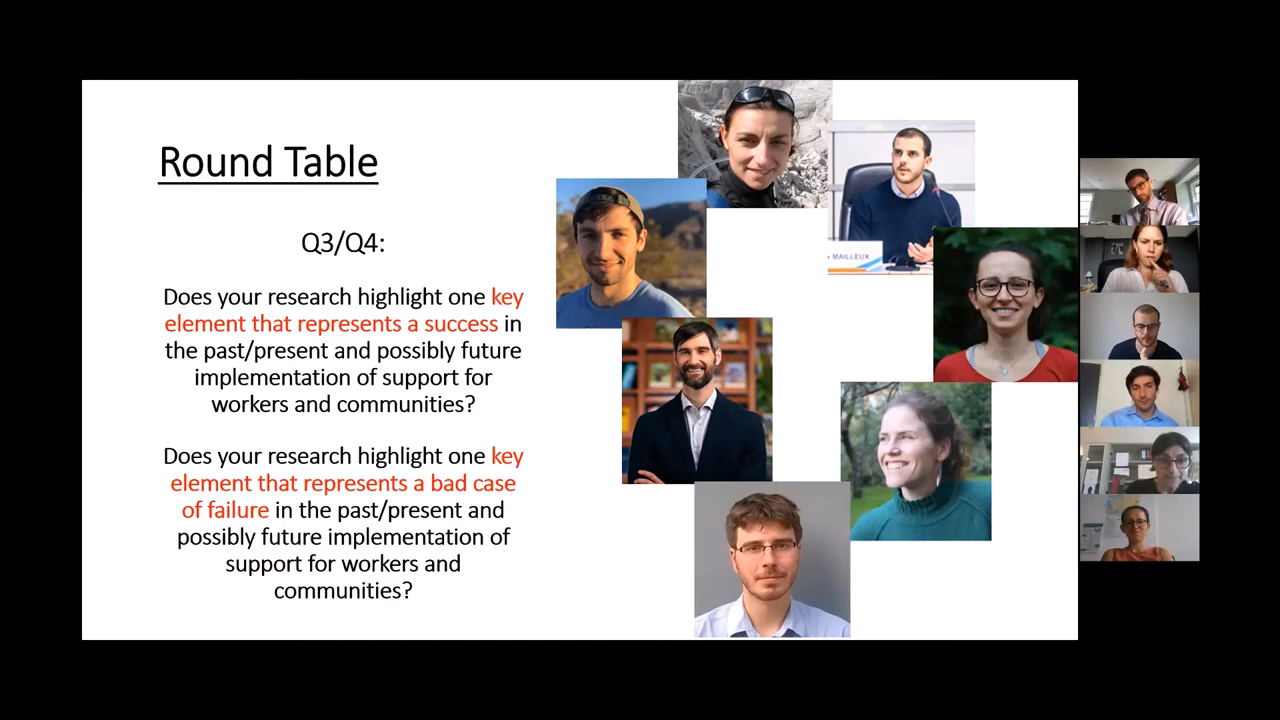 Round Table
Q3/Q4:
Does your research highlight one key
element that represents a success in
the past/present and possibly future
implementation of support for
workers and communities?
Does your research highlight one key
element that represents a bad case
of failure in the past/present and
possibly future implementation of
support for workers and
communities?
MAILLEUX